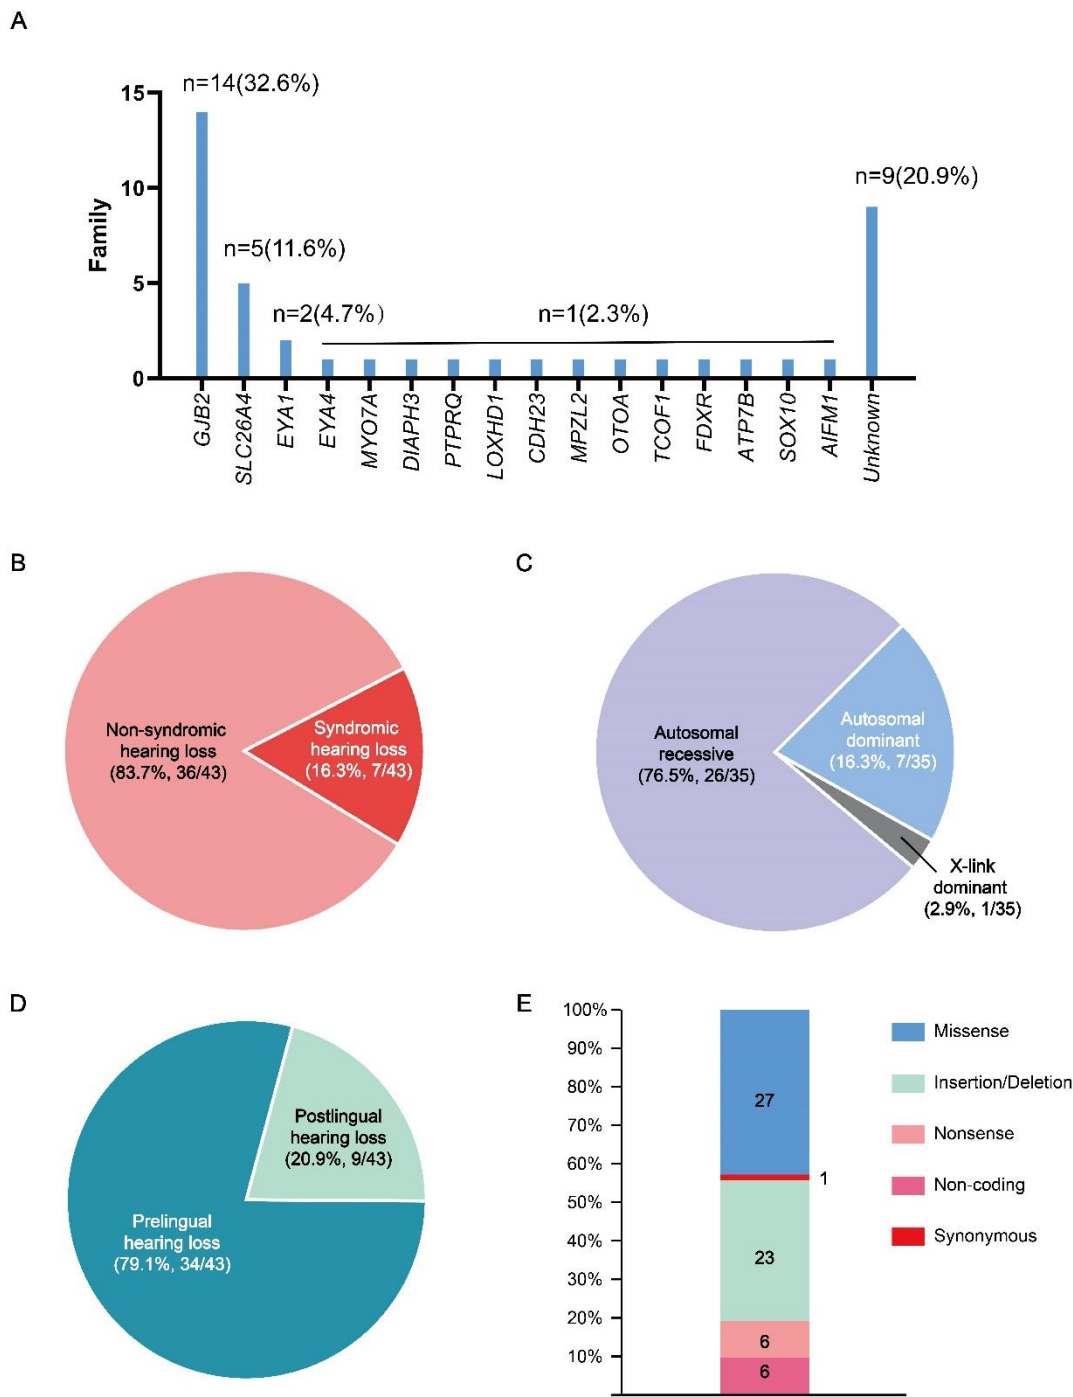 A
n=14(32.6%)
n=5(11.6%)
n=2(4.7%)
n=1(2.3%)
n=9(20.9%)
Family
15
10
5
0
GJB2
SLC26A4
EYA1
EYA4
MYO7A
DIAPH3
PTPRQ
LOXHD1
CDH23
MPZL2
OTOA
TCOF1
FDXR
ATP7B
SOX10
AIFM1
Unknown
B
Non-syndromic
hearing loss
(83.7%, 36/43)
Syndromic
hearing loss
(16.3%, 7/43)
C
Autosomal
recessive
(76.5%, 26/35)
Autosomal
dominant
(16.3%, 7/35)
X-link
dominant
(2.9%, 1/35)
D
Postlingual
hearing loss
(20.9%, 9/43)
Prelingual
hearing loss
(79.1%, 34/43)
E
100%
90%
80%
70%
60%
50%
40%
30%
20%
10%
27
1
23
6
6
Missense
Insertion/Deletion
Nonsense
Non-coding
Synonymous